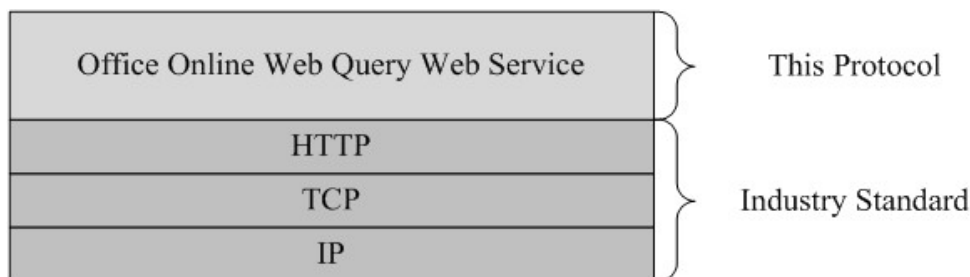 Office Online Web Query Web Service
This Protocol
HTTP
TCP
Industry Standard
IP